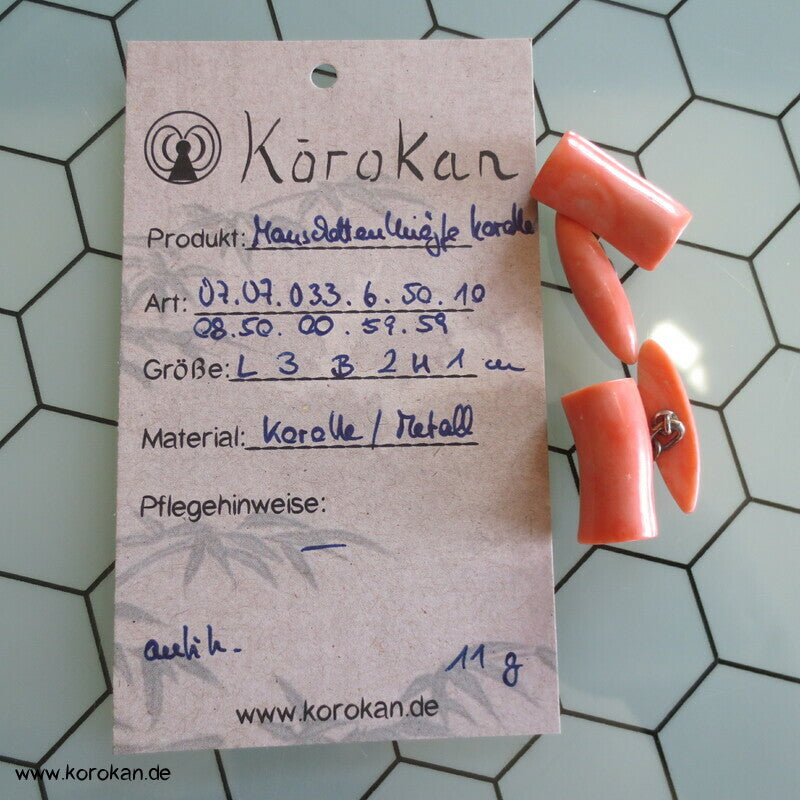 Kōrokan
Produkt: Manschettenknöpfe Koralle
Art: 07.07.033.6.50.10
08.50.00.59.59
Größe: L 3 B 2 H 1 cm
Material: Koralle / Metall
Pflegehinweise:
—
antik.
11 g
www.korokan.de
www.korokan.de